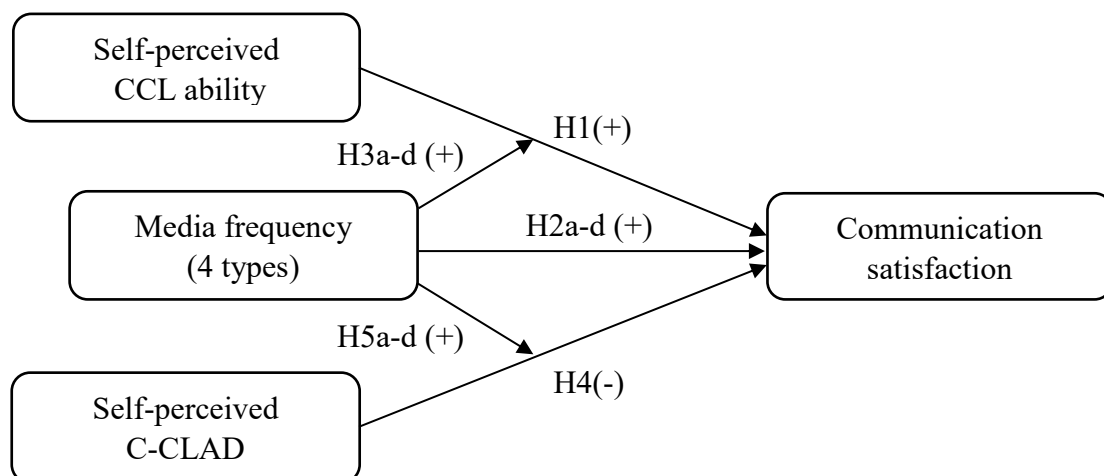 Self-perceived
CCL ability
H1(+)
H3a-d (+)
Media frequency
(4 types)
H2a-d (+)
Communication
satisfaction
H5a-d (+)
H4(-)
Self-perceived
C-CLAD